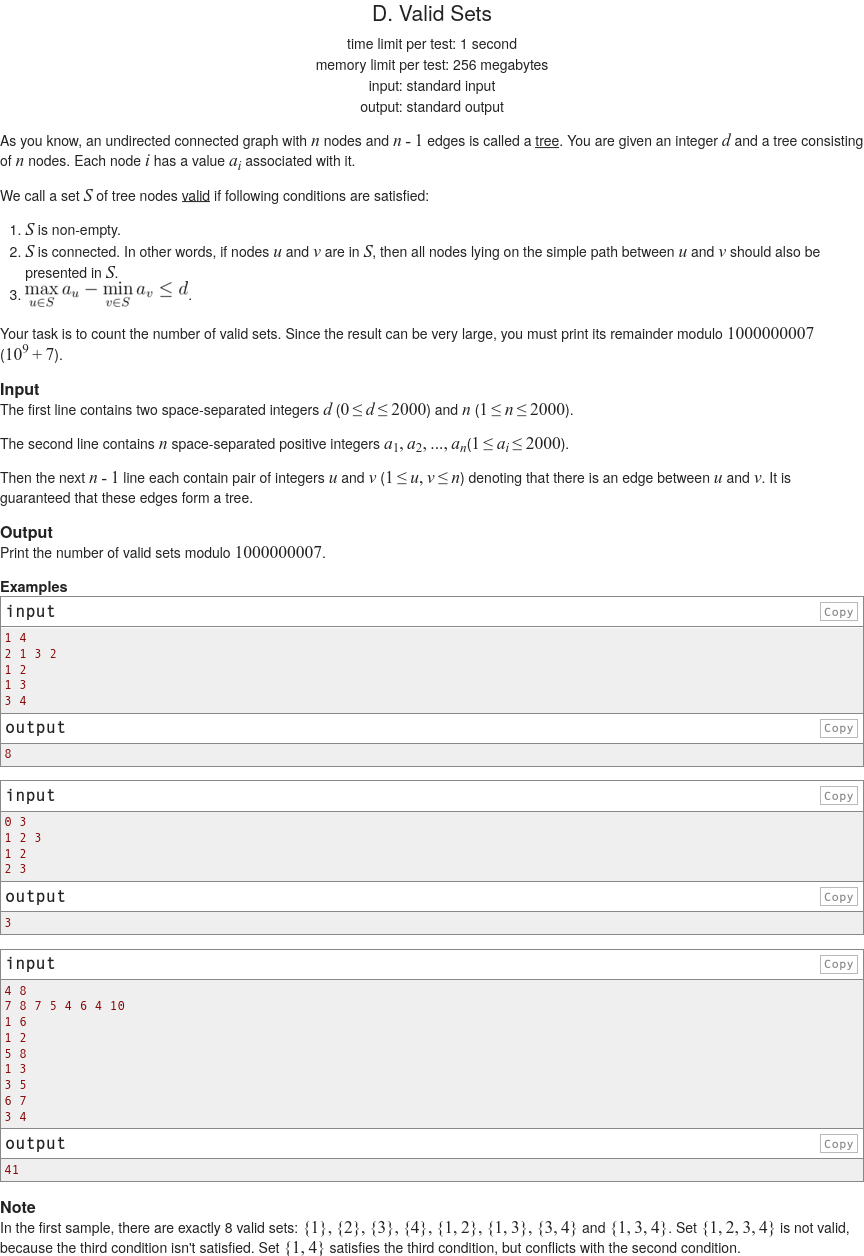 D. Valid Sets
time limit per test: 1 second
memory limit per test: 256 megabytes
input: standard input
output: standard output
As you know, an undirected connected graph with n nodes and n - 1 edges is called a tree. You are given an integer d and a tree consisting
of n nodes. Each node i has a value a_i associated with it.
We call a set S of tree nodes valid if following conditions are satisfied:
1. S is non-empty.
2. S is connected. In other words, if nodes u and v are in S, then all nodes lying on the simple path between u and v should also be
presented in S.
3. max_{u∈S} a_u − min_{v∈S} a_v ≤ d.
Your task is to count the number of valid sets. Since the result can be very large, you must print its remainder modulo 1000000007
(10^9 + 7).
Input
The first line contains two space-separated integers d (0 ≤ d ≤ 2000) and n (1 ≤ n ≤ 2000).
The second line contains n space-separated positive integers a_1, a_2, ..., a_n(1 ≤ a_i ≤ 2000).
Then the next n - 1 line each contain pair of integers u and v (1 ≤ u, v ≤ n) denoting that there is an edge between u and v. It is
guaranteed that these edges form a tree.
Output
Print the number of valid sets modulo 1000000007.
Examples
input Copy
1 4
2 1 3 2
1 2
1 3
3 4
output Copy
8
input Copy
0 3
1 2 3
1 2
2 3
output Copy
3
input Copy
4 8
7 8 7 5 4 6 4 10
1 6
1 2
5 8
1 3
3 5
6 7
3 4
output Copy
41
Note
In the first sample, there are exactly 8 valid sets: {1}, {2}, {3}, {4}, {1, 2}, {1, 3}, {3, 4} and {1, 3, 4}. Set {1, 2, 3, 4} is not valid,
because the third condition isn't satisfied. Set {1, 4} satisfies the third condition, but conflicts with the second condition.